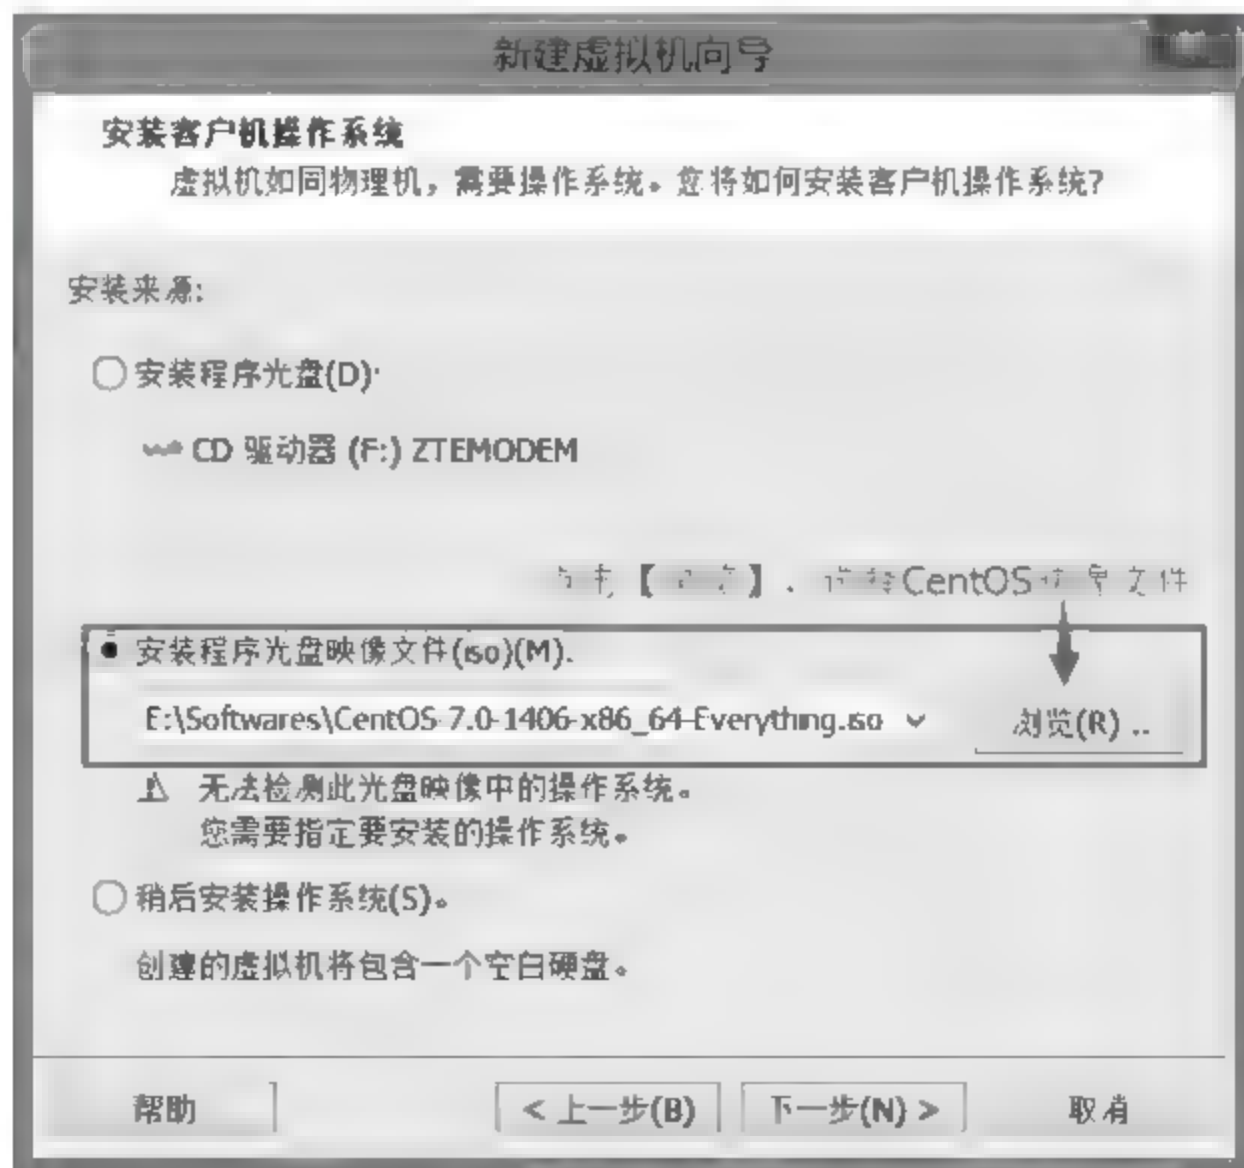 新建虚拟机向导
安装客户机操作系统
虚拟机如同物理机，需要操作系统。您将如何安装客户机操作系统?
安装来源:
安装程序光盘(D):
CD 驱动器 (F:) ZTEMODEM
CentOS 文件
安装程序光盘映像文件(iso)(M).
E:\Softwares\CentOS-7.0-1406-x86_64-Everything.iso
浏览(R) ..
无法检测此光盘映像中的操作系统。
您需要指定要安装的操作系统。
稍后安装操作系统(S)。
创建的虚拟机将包含一个空白硬盘。
帮助
< 上一步(B)
下一步(N) >
取消